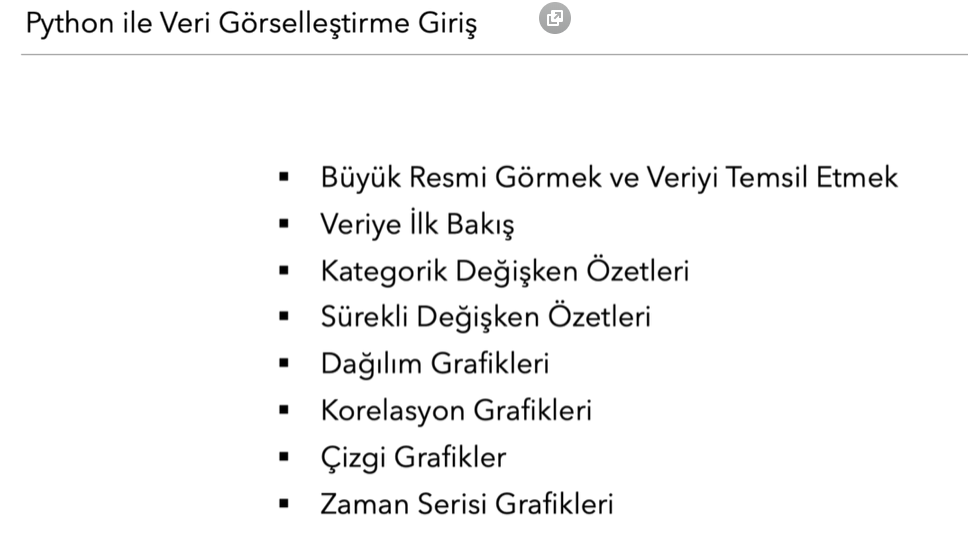 Python ile Veri Görselleştirme Giriş
▪ Büyük Resmi Görmek ve Veriyi Temsil Etmek
▪ Veriye İlk Bakış
▪ Kategorik Değişken Özetleri
▪ Sürekli Değişken Özetleri
▪ Dağılım Grafikleri
▪ Korelasyon Grafikleri
▪ Çizgi Grafikler
▪ Zaman Serisi Grafikleri